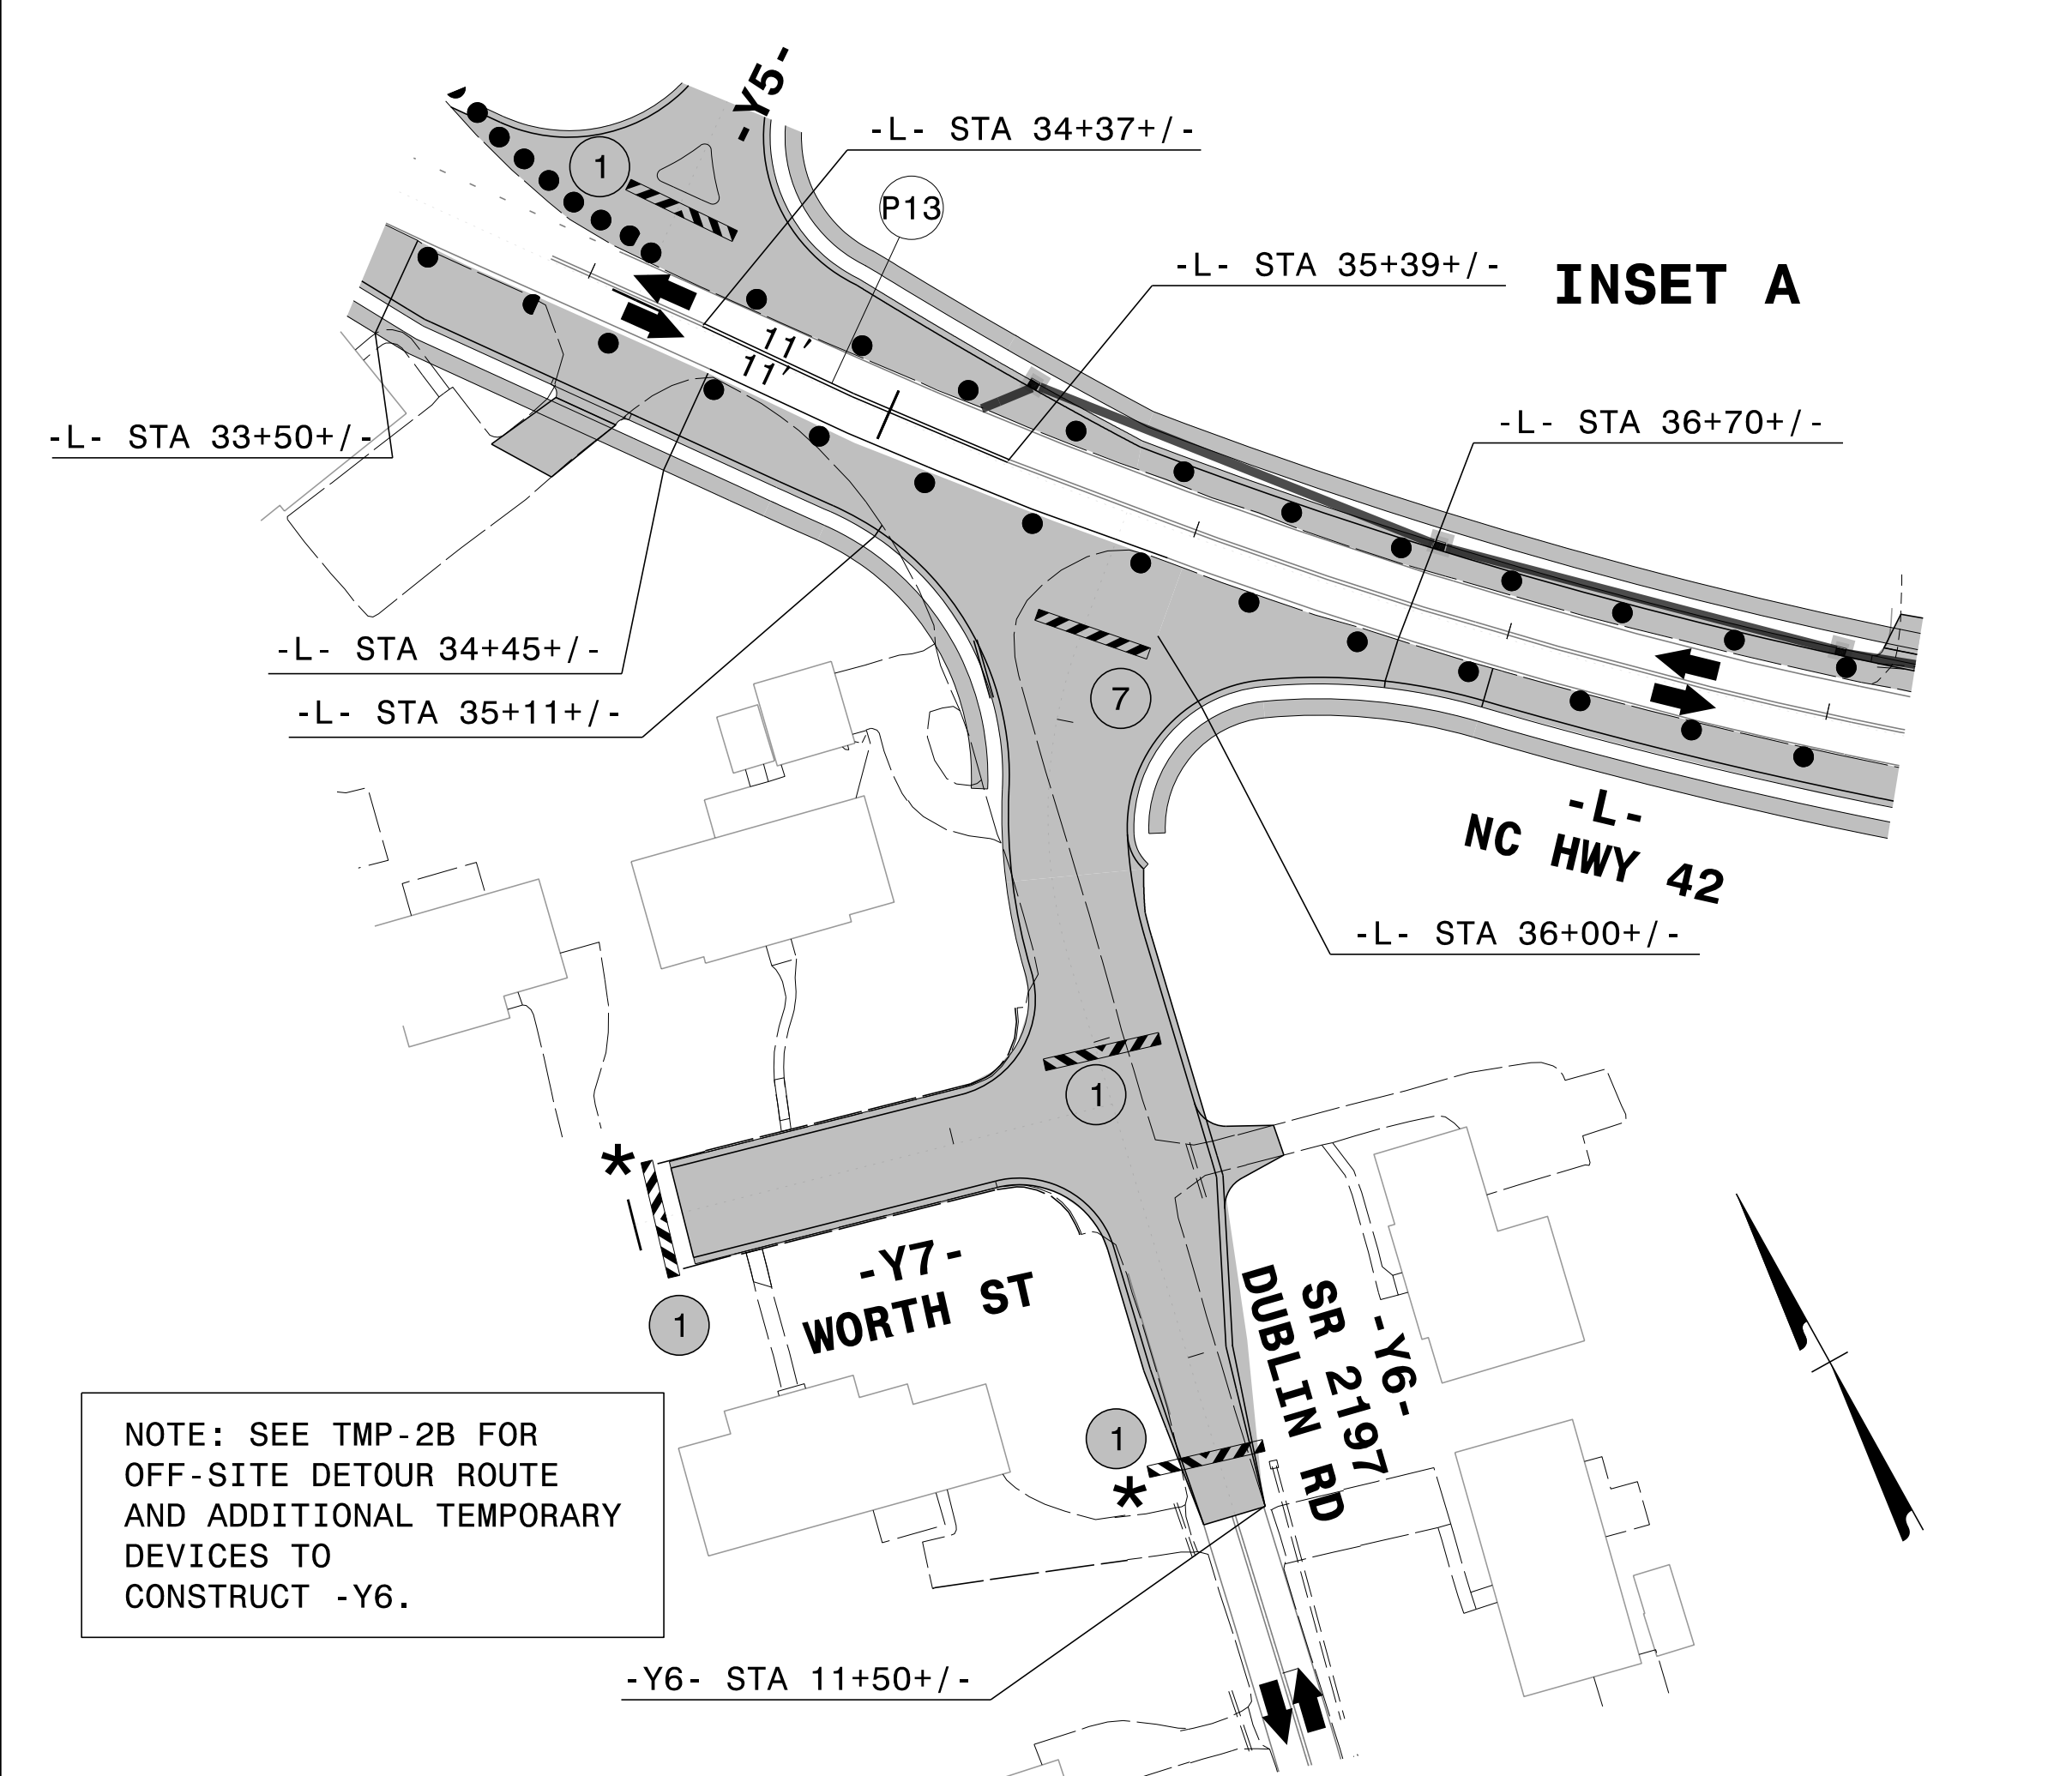 -Y5-
-L- STA 34+37+/-
1
P13
-L- STA 35+39+/-
INSET A
11'
11'
-L- STA 36+70+/-
-L- STA 33+50+/-
-L- STA 34+45+/-
-L- STA 35+11+/-
7
-L-
NC HWY 42
-L- STA 36+00+/-
1
*
-Y7-
WORTH ST
1
-Y6-
SR 2197
DUBLIN RD
1
*
NOTE: SEE TMP-2B FOR
OFF-SITE DETOUR ROUTE
AND ADDITIONAL TEMPORARY
DEVICES TO
CONSTRUCT -Y6.
-Y6- STA 11+50+/-